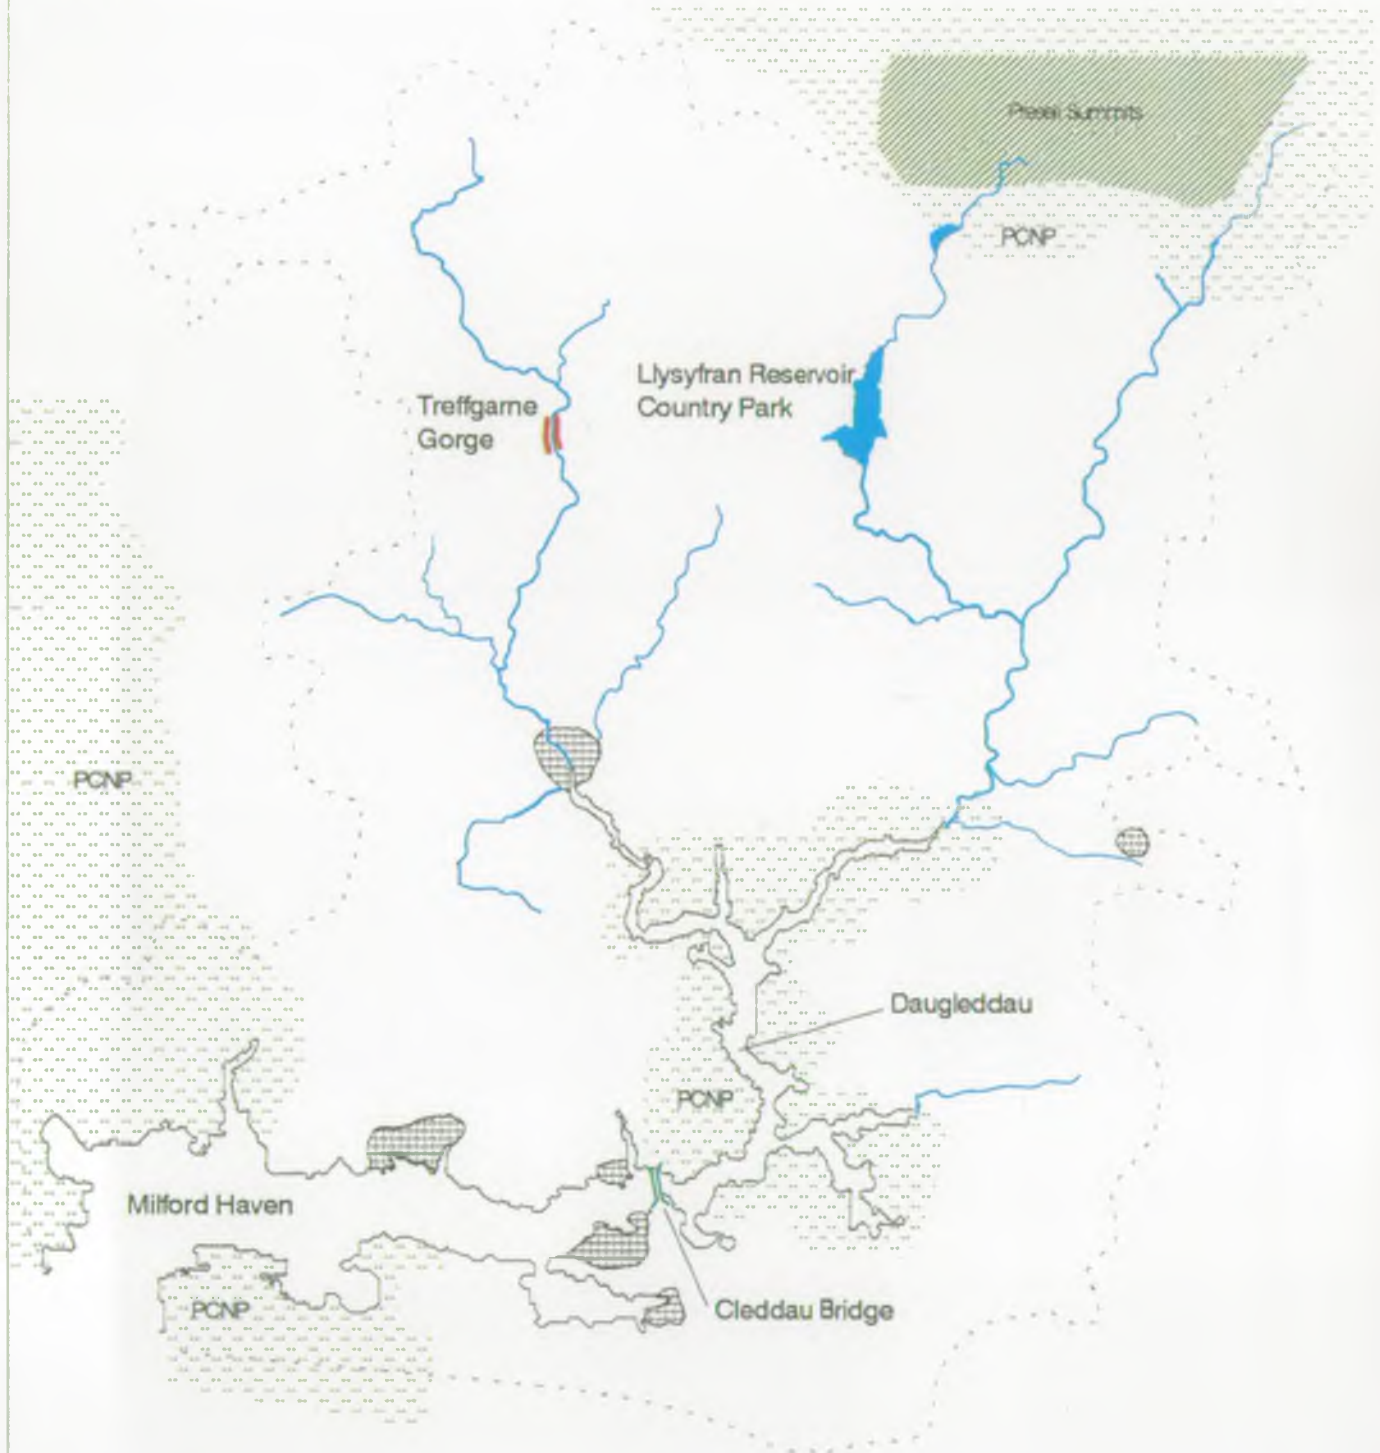 Preseli Summits
PCNP
Llysyfran Reservoir
Country Park
Treffgarne
Gorge
PCNP
Daugleddau
PCNP
Milford Haven
PCNP
Cleddau Bridge